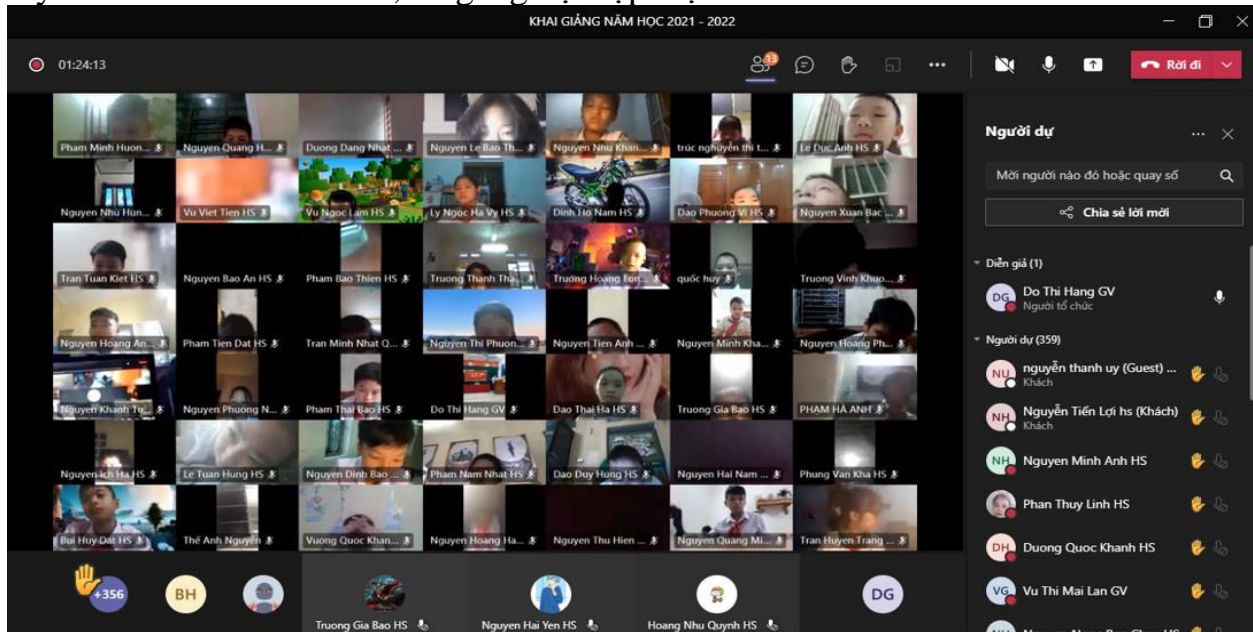 KHAI GIẢNG NĂM HỌC 2021 - 2022
01:24:13
13
Rời đi
Pham Minh Huon...
Nguyen Quang H...
Duong Dang Nhat ...
Nguyen Le Bao Th...
Nguyen Nhu Khan...
trúc nghuyễn thi t...
Le Duc Anh HS
Nguyen Nhu Hun...
Vu Viet Tien HS
Vu Ngoc Lam HS
Ly Ngoc Ha Vy HS
Dinh Ho Nam HS
Dao Phuong Vi HS
Nguyen Xuan Bac ...
Tran Tuan Kiet HS
Nguyen Bao An HS
Pham Bao Thien HS
Truong Thanh Tha...
Truong Hoang Fon...
quốc huy
Truong Vinh Khuo...
Nguyen Hoang An...
Pham Tien Dat HS
Tran Minh Nhat Q...
Nguyen Thi Phuon...
Nguyen Tien Anh ...
Nguyen Minh Kha...
Nguyen Hoang Ph...
Nguyen Khanh Tu...
Nguyen Phuong N...
Pham Thai Bao HS
Do Thi Hang GV
Dao Thai Ha HS
Truong Gia Bao HS
PHẠM HÀ ANH
Nguyen Ich Ha HS
Le Tuan Hung HS
Nguyen Dinh Bao ...
Pham Nam Nhat HS
Dao Duy Hung HS
Nguyen Hai Nam ...
Phung Van Kha HS
Bui Huy Dat HS
Thế Anh Nguyễn
Vuong Quoc Khan...
Nguyen Hoang Ha...
Nguyen Thu Hien ...
Nguyen Quang Mi...
Tran Huyen Trang ...
+356
BH
Truong Gia Bao HS
Nguyen Hai Yen HS
Hoang Nhu Quynh HS
DG
Người dự
Mời người nào đó hoặc quay số
Chia sẻ lời mời
Diễn giả (1)
DG
Do Thi Hang GV
Người tổ chức
Người dự (359)
NU
nguyễn thanh uy (Guest) ...
Khách
NH
Nguyễn Tiến Lợi hs (Khách)
Khách
NH
Nguyen Minh Anh HS
Phan Thuy Linh HS
DH
Duong Quoc Khanh HS
VG
Vu Thi Mai Lan GV